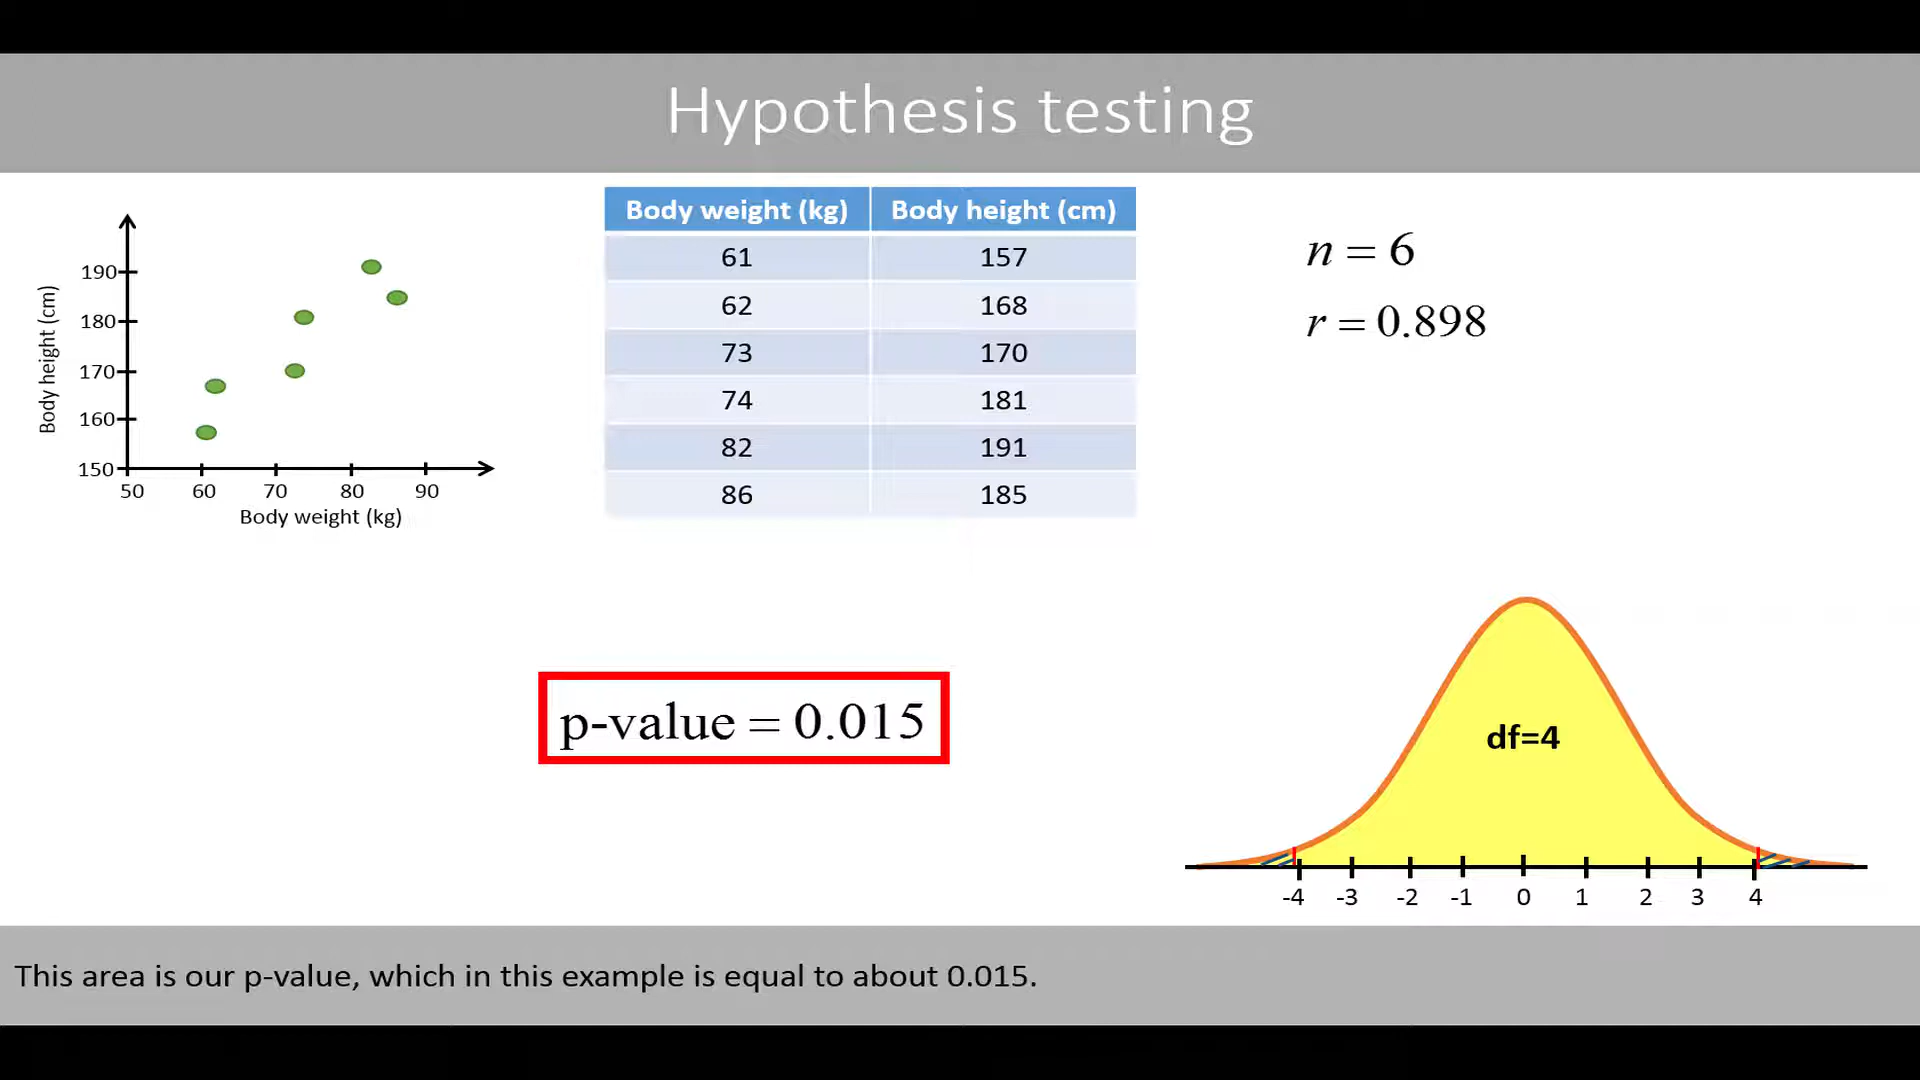 Hypothesis testing
190
180
170
160
150
50 60 70 80 90
Body height (cm)
Body weight (kg)
Body weight (kg) Body height (cm)
61 157
62 168
73 170
74 181
82 191
86 185
n = 6
r = 0.898
p-value = 0.015
df=4
-4 -3 -2 -1 0 1 2 3 4
This area is our p-value, which in this example is equal to about 0.015.